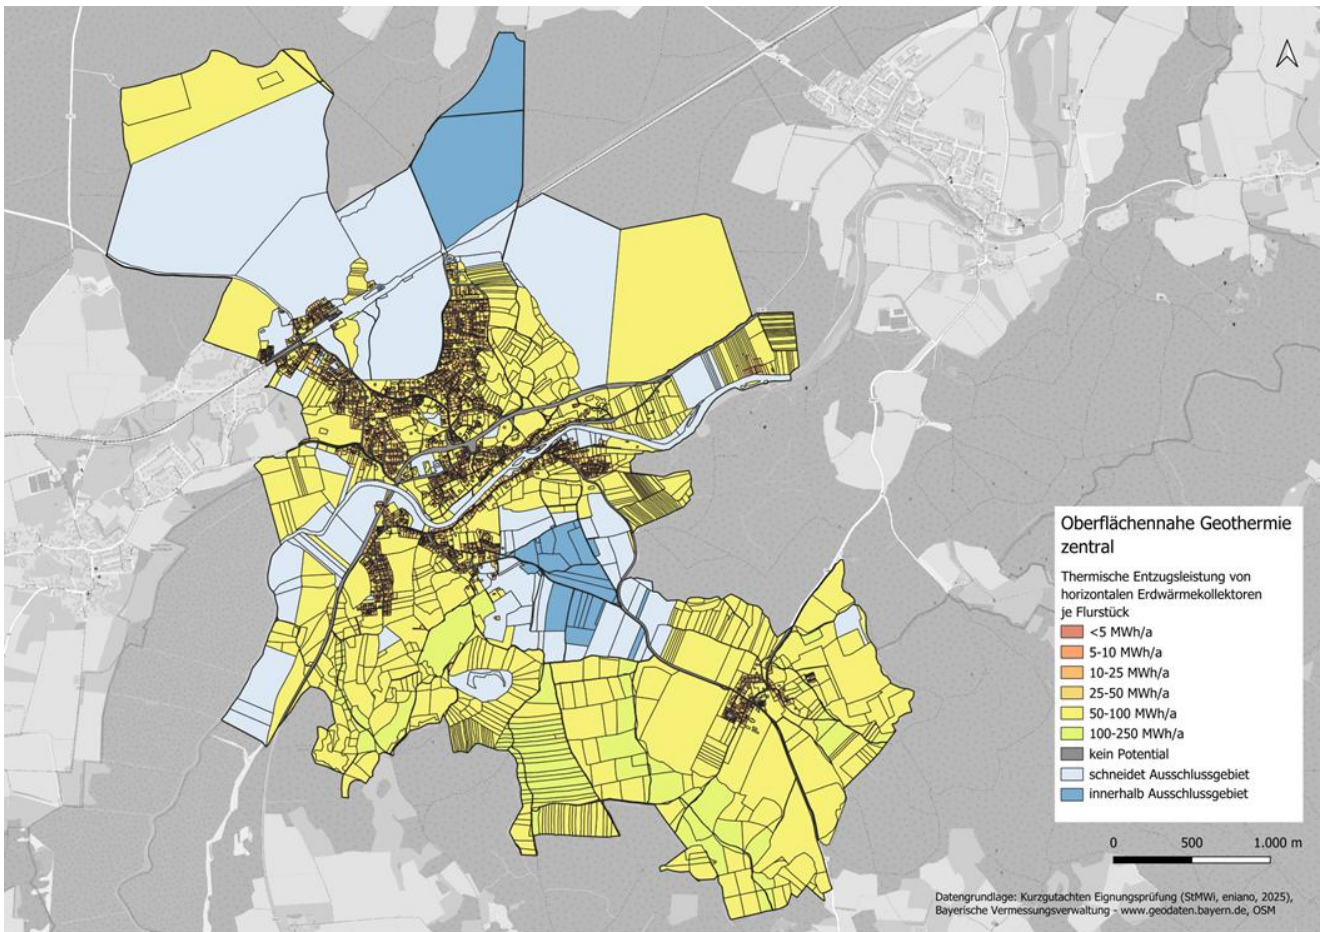 Oberflächennahe Geothermie
zentral
Thermische Entzugsleistung von
horizontalen Erdwärmekollektoren
je Flurstück
<5 MWh/a
5-10 MWh/a
10-25 MWh/a
25-50 MWh/a
50-100 MWh/a
100-250 MWh/a
kein Potential
schneidet Ausschlussgebiet
innerhalb Ausschlussgebiet
0 500 1.000 m
Datengrundlage: Kurzgutachten Eignungsprüfung (StMWi, eniano, 2025),
Bayerische Vermessungsverwaltung - www.geodaten.bayern.de, OSM